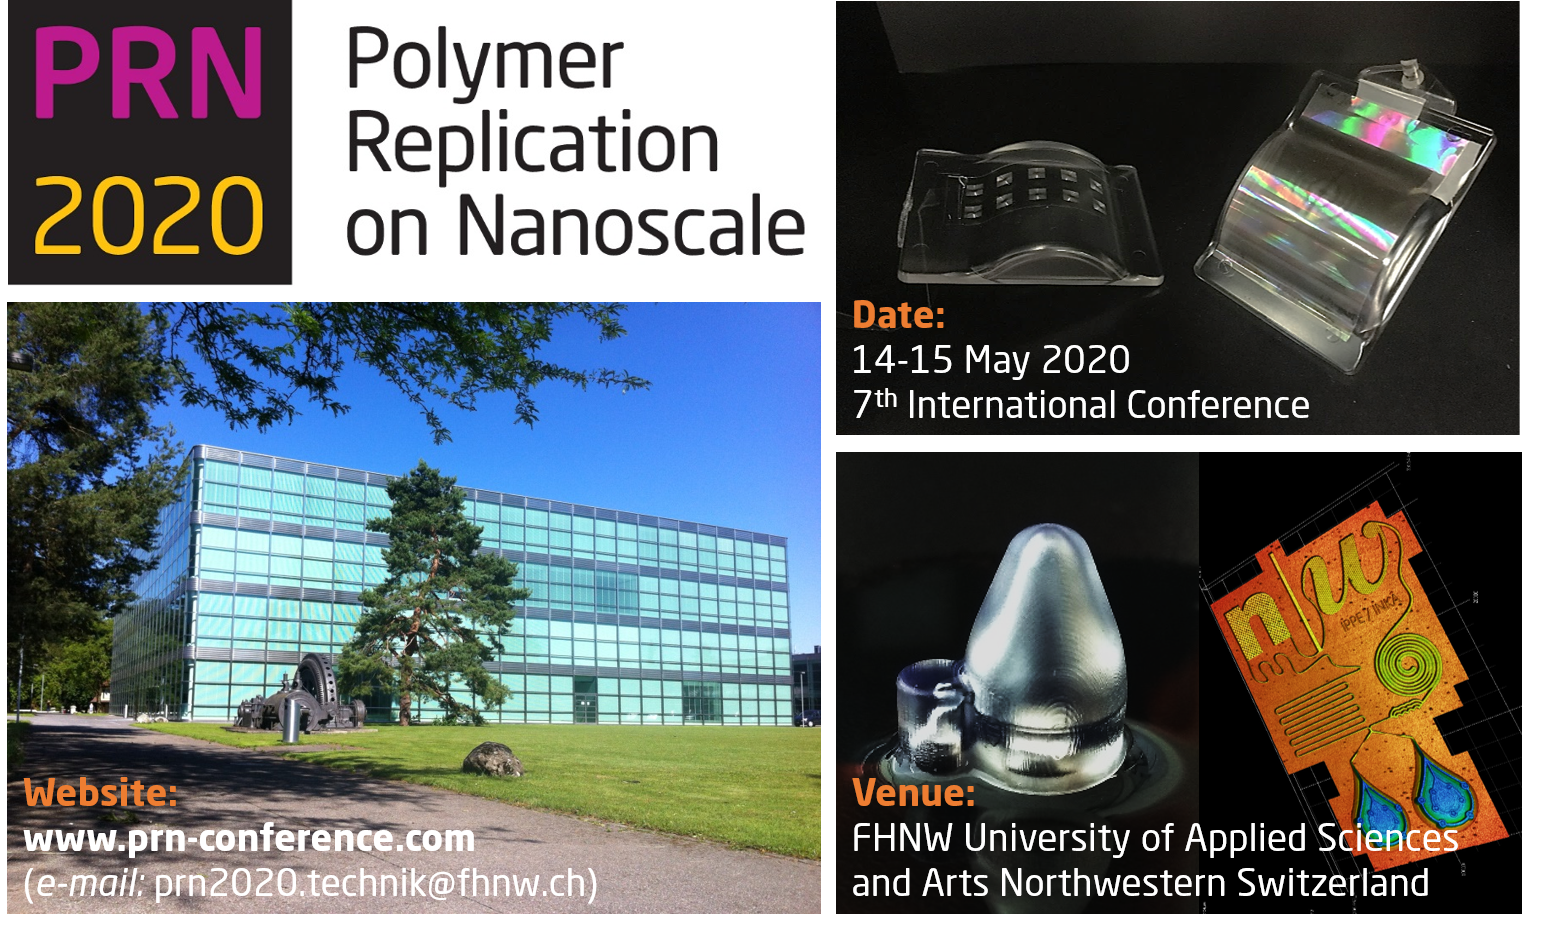 PRN
2020
Polymer
Replication
on Nanoscale
Date:
14-15 May 2020
7th International Conference
Website:
www.prn-conference.com
(e-mail: prn2020.technik@fhnw.ch)
n/w
Venue:
FHNW University of Applied Sciences
and Arts Northwestern Switzerland